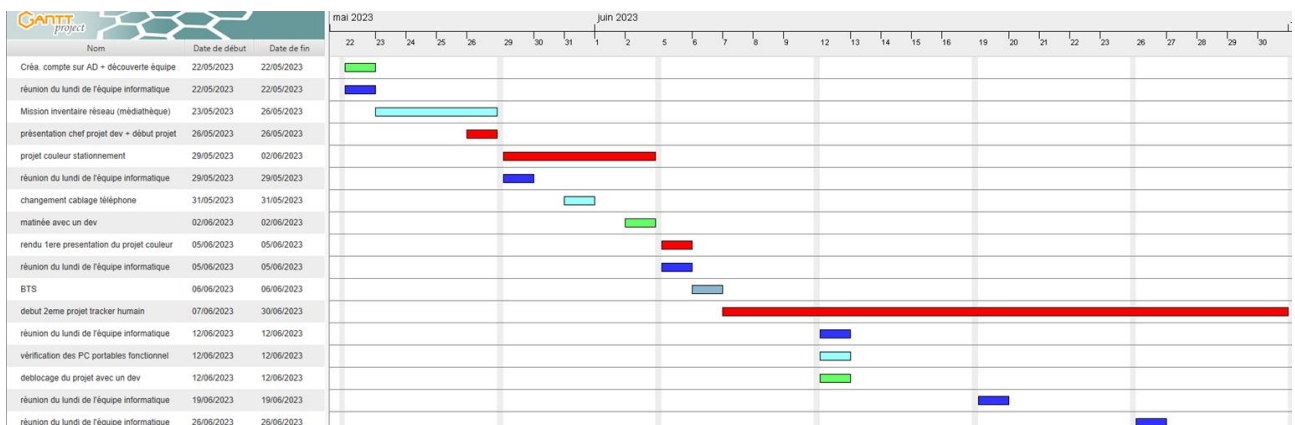 GANTT
project
mai 2023 juin 2023
22 23 24 25 26 29 30 31 1 2 5 6 7 8 9 12 13 14 15 16 19 20 21 22 23 26 27 28 29 30
Nom Date de début Date de fin
Créa. compte sur AD + découverte équipe 22/05/2023 22/05/2023
réunion du lundi de l'équipe informatique 22/05/2023 22/05/2023
Mission inventaire réseau (médiathèque) 23/05/2023 26/05/2023
présentation chef projet dev + début projet 26/05/2023 26/05/2023
projet couleur stationnement 29/05/2023 02/06/2023
réunion du lundi de l'équipe informatique 29/05/2023 29/05/2023
changement cablage téléphone 31/05/2023 31/05/2023
matinée avec un dev 02/06/2023 02/06/2023
rendu 1ere presentation du projet couleur 05/06/2023 05/06/2023
réunion du lundi de l'équipe informatique 05/06/2023 05/06/2023
BTS 06/06/2023 06/06/2023
debut 2eme projet tracker humain 07/06/2023 30/06/2023
réunion du lundi de l'équipe informatique 12/06/2023 12/06/2023
vérification des PC portables fonctionnel 12/06/2023 12/06/2023
deblocage du projet avec un dev 12/06/2023 12/06/2023
réunion du lundi de l'équipe informatique 19/06/2023 19/06/2023
réunion du lundi de l'équipe informatique 26/06/2023 26/06/2023